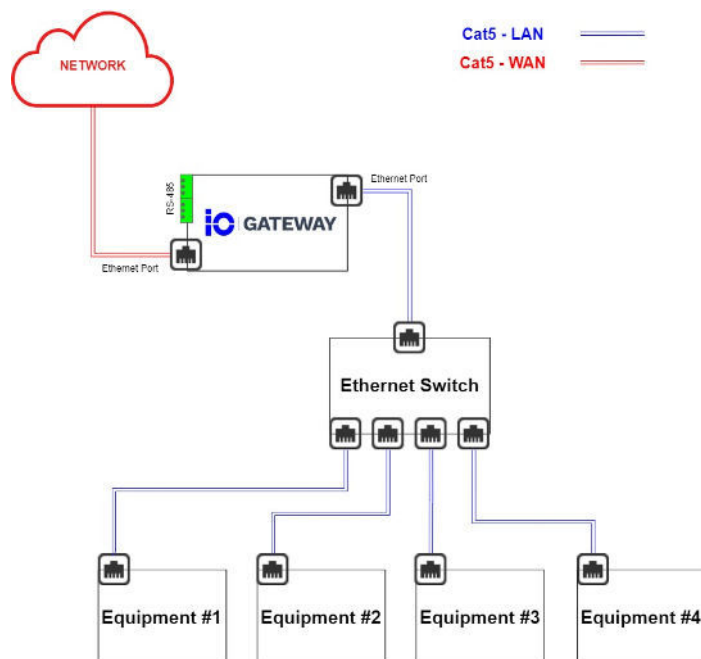 Cat5 - LAN
NETWORK
Cat5 - WAN
Ethernet Port
RS-485
io GATEWAY
Ethernet Port
Ethernet Switch
Equipment #1
Equipment #2
Equipment #3
Equipment #4